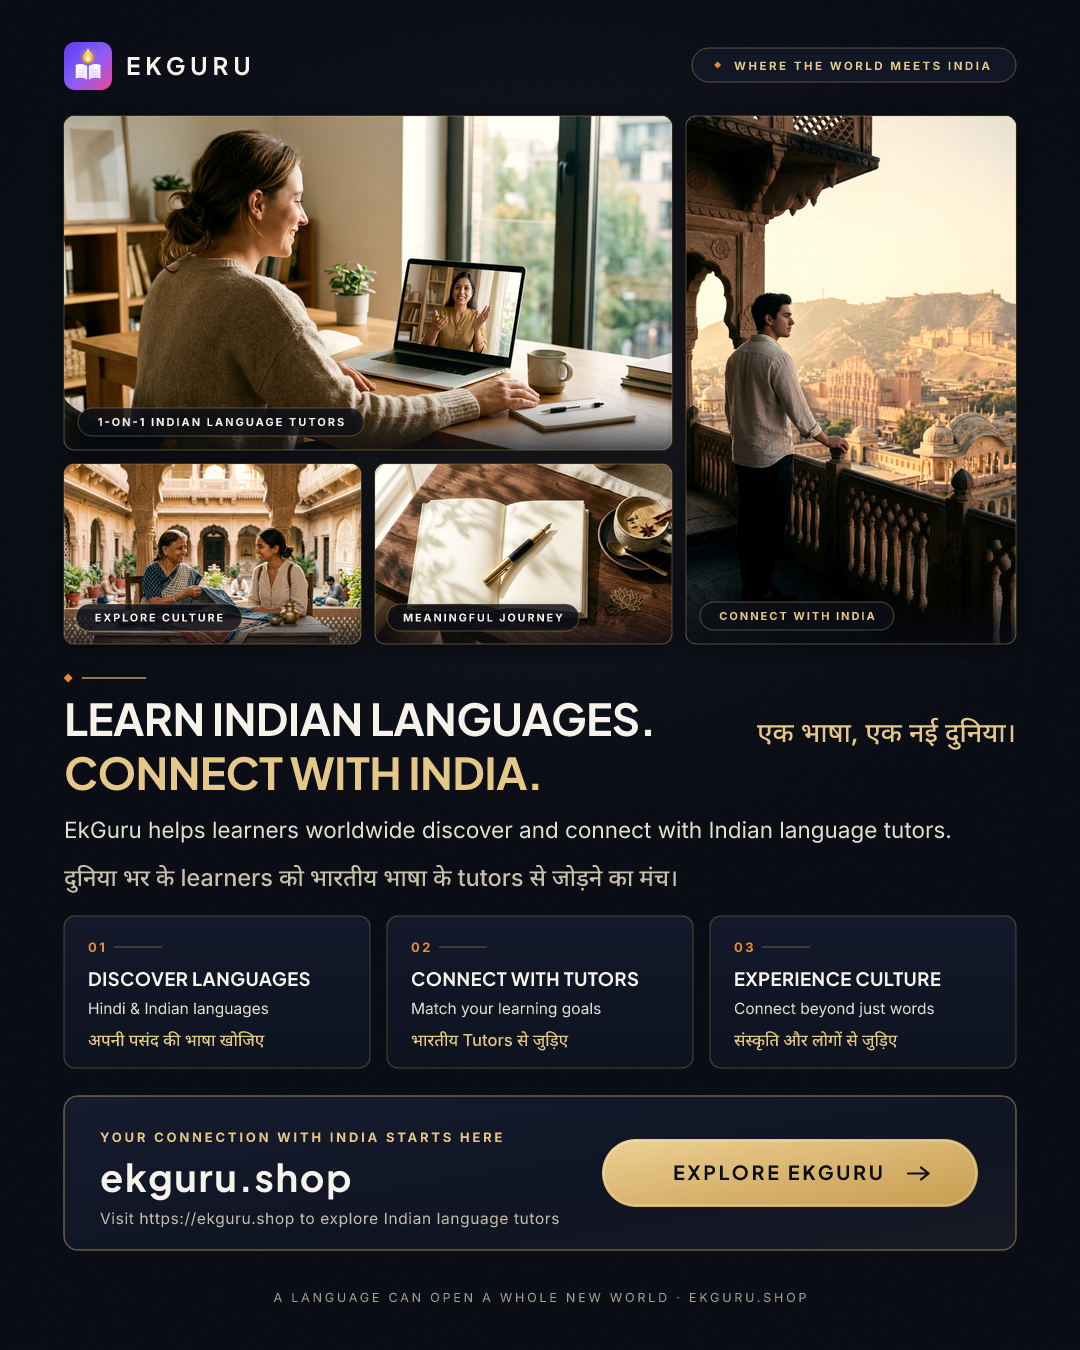 EKGURU
WHERE THE WORLD MEETS INDIA
1-ON-1 INDIAN LANGUAGE TUTORS
EXPLORE CULTURE
MEANINGFUL JOURNEY
CONNECT WITH INDIA
LEARN INDIAN LANGUAGES.
CONNECT WITH INDIA.
एक भाषा, एक नई दुनिया।
EkGuru helps learners worldwide discover and connect with Indian language tutors.
दुनिया भर के learners को भारतीय भाषा के tutors से जोड़ने का मंच।
01
DISCOVER LANGUAGES
Hindi & Indian languages
अपनी पसंद की भाषा खोजिए
02
CONNECT WITH TUTORS
Match your learning goals
भारतीय Tutors से जुड़िए
03
EXPERIENCE CULTURE
Connect beyond just words
संस्कृति और लोगों से जुड़िए
YOUR CONNECTION WITH INDIA STARTS HERE
ekguru.shop
Visit https://ekguru.shop to explore Indian language tutors
EXPLORE EKGURU →
A LANGUAGE CAN OPEN A WHOLE NEW WORLD · EKGURU.SHOP